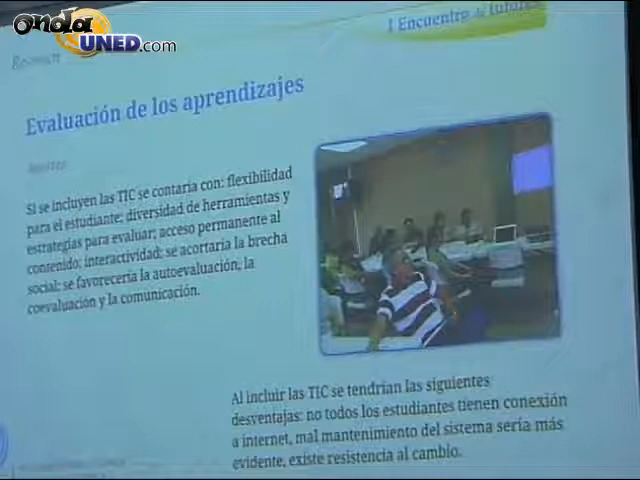 onda
UNED.com
I Encuentro de tutores
Evaluación de los aprendizajes
Si se incluyen las TIC se contaría con: flexibilidad
para el estudiante; diversidad de herramientas y
estrategias para evaluar; acceso permanente al
contenido; interactividad; se acortaría la brecha
social; se favorecería la autoevaluación, la
coevaluación y la comunicación.
Al incluir las TIC se tendrían las siguientes
desventajas: no todos los estudiantes tienen conexión
a internet, mal mantenimiento del sistema sería más
evidente, existe resistencia al cambio.